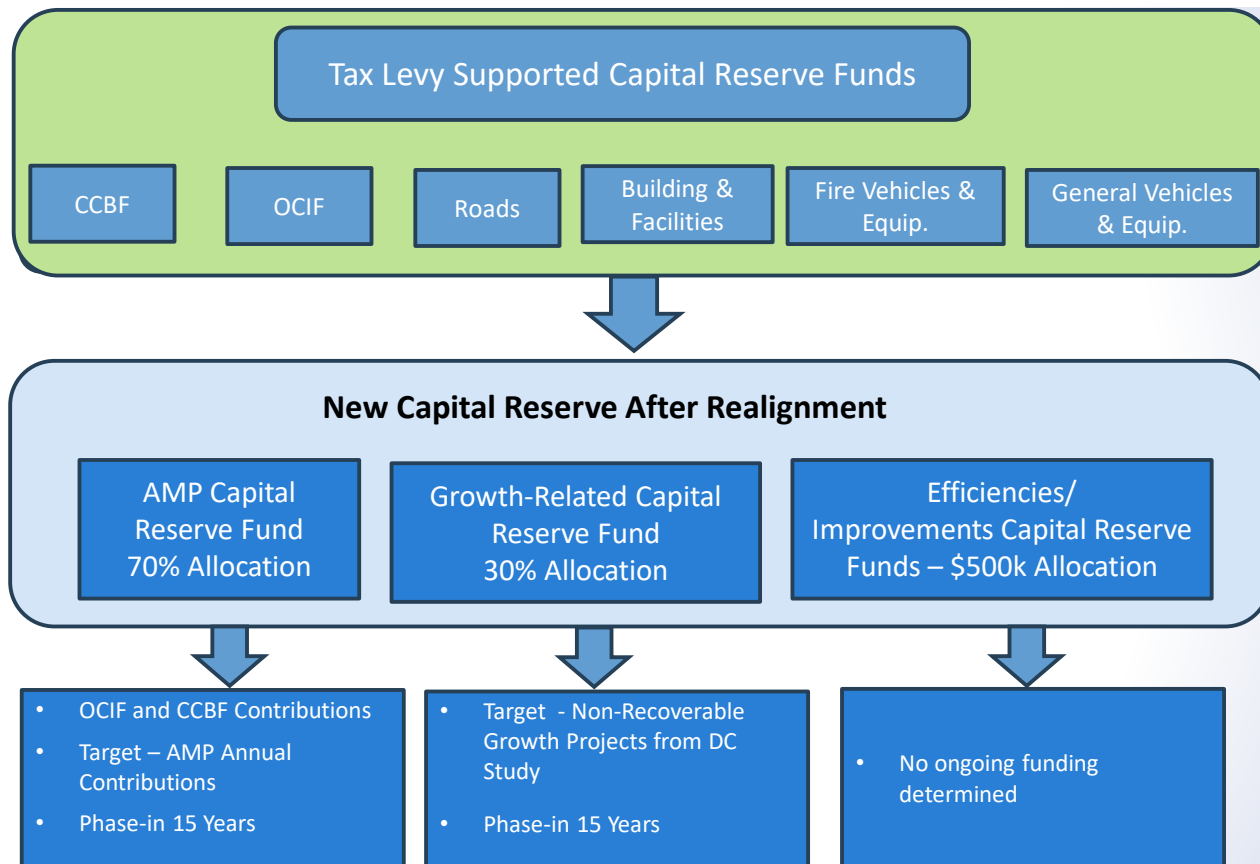 Tax Levy Supported Capital Reserve Funds
CCBF
OCIF
Roads
Building &
Facilities
Fire Vehicles &
Equip.
General Vehicles
& Equip.
New Capital Reserve After Realignment
AMP Capital
Reserve Fund
70% Allocation
Growth-Related Capital
Reserve Fund
30% Allocation
Efficiencies/
Improvements Capital Reserve
Funds – $500k Allocation
• OCIF and CCBF Contributions
• Target – AMP Annual
Contributions
• Phase-in 15 Years
• Target - Non-Recoverable
Growth Projects from DC
Study
• Phase-in 15 Years
• No ongoing funding
determined